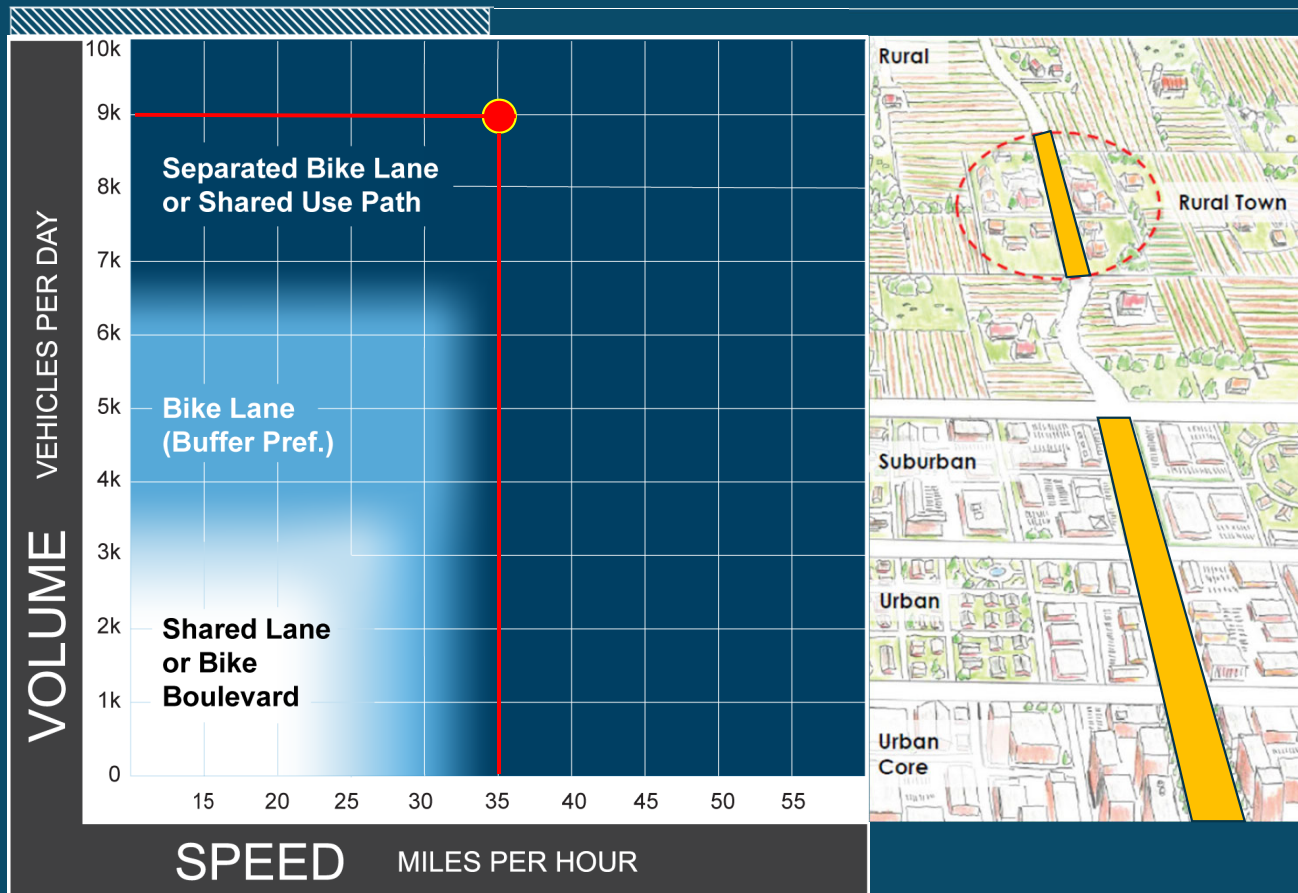 10k
9k
8k
7k
6k
5k
4k
3k
2k
1k
0
VOLUME VEHICLES PER DAY
Separated Bike Lane
or Shared Use Path
Bike Lane
(Buffer Pref.)
Shared Lane
or Bike
Boulevard
15 20 25 30 35 40 45 50 55
SPEED MILES PER HOUR
Rural
Rural Town
Suburban
Urban
Urban
Core